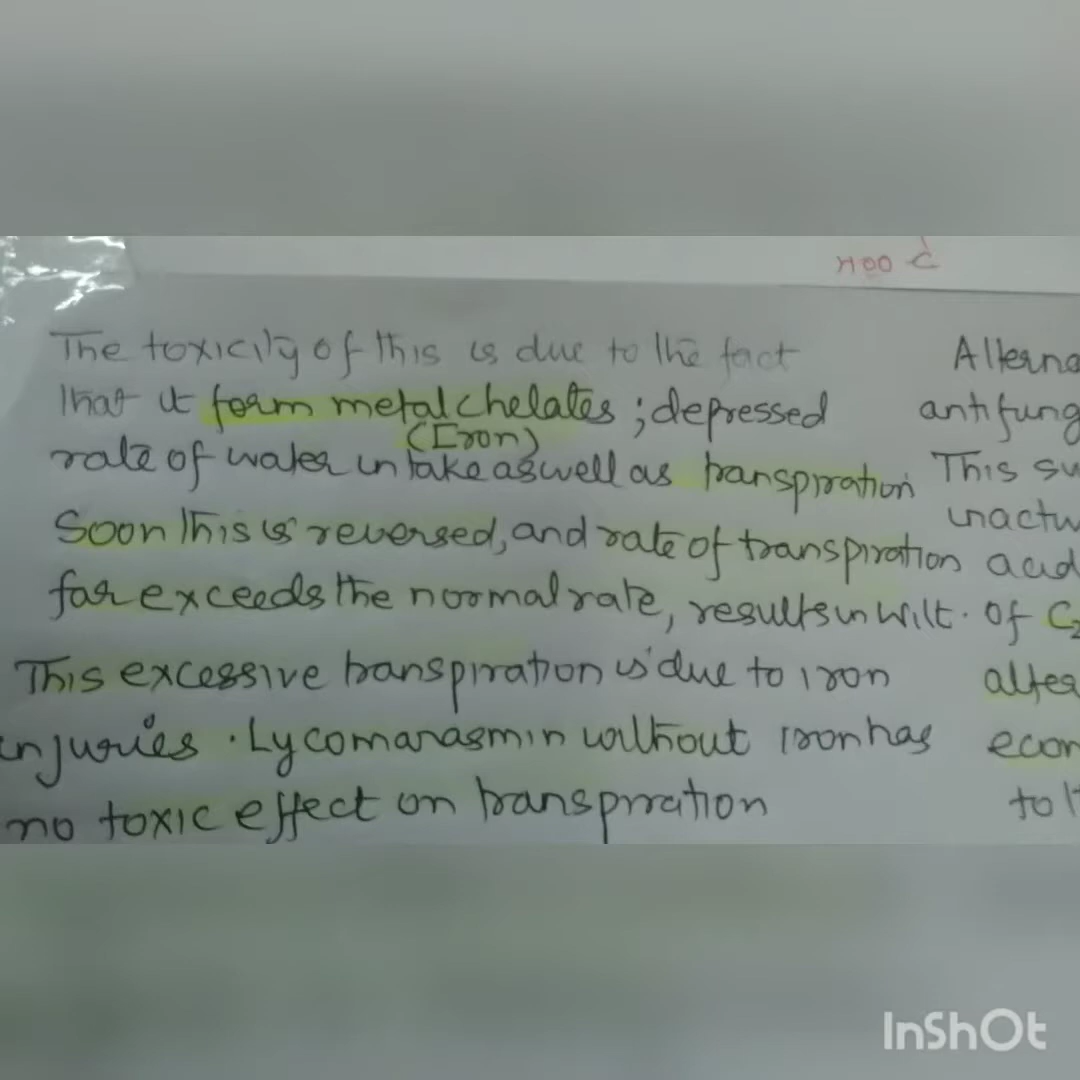 HOO C
The toxicity of this is due to the fact
that it form metal chelates ; depressed
(Iron)
rate of water intake aswell as transpiration
Soon this is reversed, and rate of transpiration
far exceeds the normal rate, results in wilt.
This excessive transpiration is due to iron
injuries . Lycomarasmin without iron has
no toxic effect on transpiration
Alterna
antifung
This su
inactiv
acid
of C2
alter
econ
to
InShOt